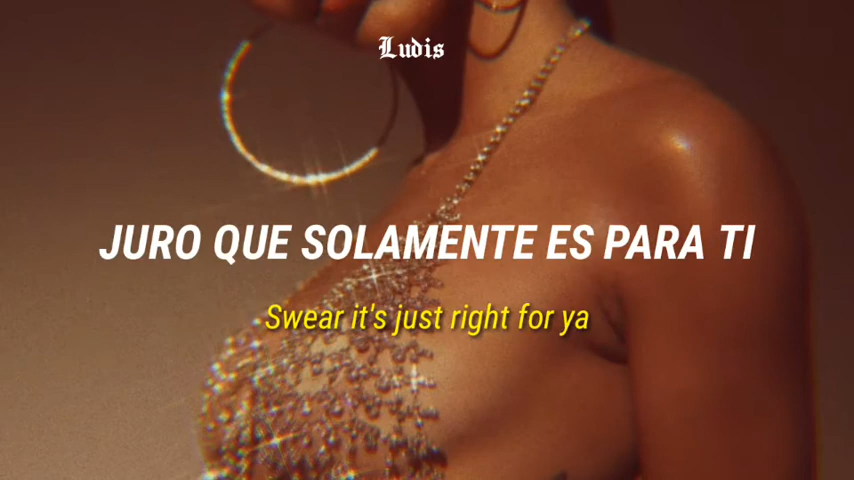 Ludis
JURO QUE SOLAMENTE ES PARA TI
Swear it's just right for ya